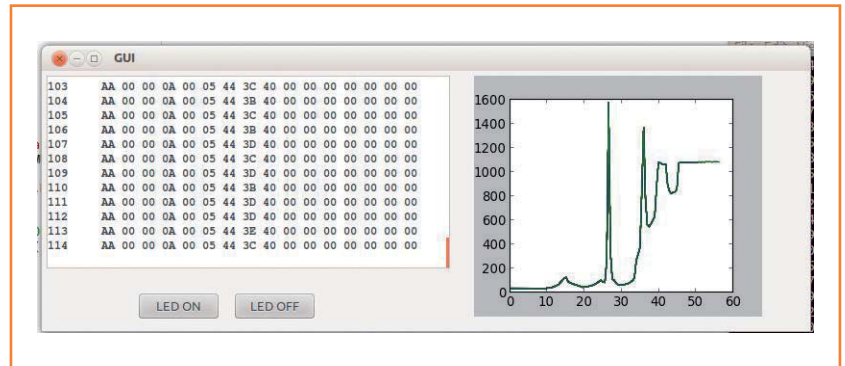 GUI
103 AA 00 00 0A 00 05 44 3C 40 00 00 00 00 00 00
104 AA 00 00 0A 00 05 44 3B 40 00 00 00 00 00 00
105 AA 00 00 0A 00 05 44 3C 40 00 00 00 00 00 00
106 AA 00 00 0A 00 05 44 3B 40 00 00 00 00 00 00
107 AA 00 00 0A 00 05 44 3D 40 00 00 00 00 00 00
108 AA 00 00 0A 00 05 44 3C 40 00 00 00 00 00 00
109 AA 00 00 0A 00 05 44 3D 40 00 00 00 00 00 00
110 AA 00 00 0A 00 05 44 3B 40 00 00 00 00 00 00
111 AA 00 00 0A 00 05 44 3D 40 00 00 00 00 00 00
112 AA 00 00 0A 00 05 44 3D 40 00 00 00 00 00 00
113 AA 00 00 0A 00 05 44 3E 40 00 00 00 00 00 00
114 AA 00 00 0A 00 05 44 3C 40 00 00 00 00 00 00
LED ON LED OFF
1600
1400
1200
1000
800
600
400
200
0
0 10 20 30 40 50 60